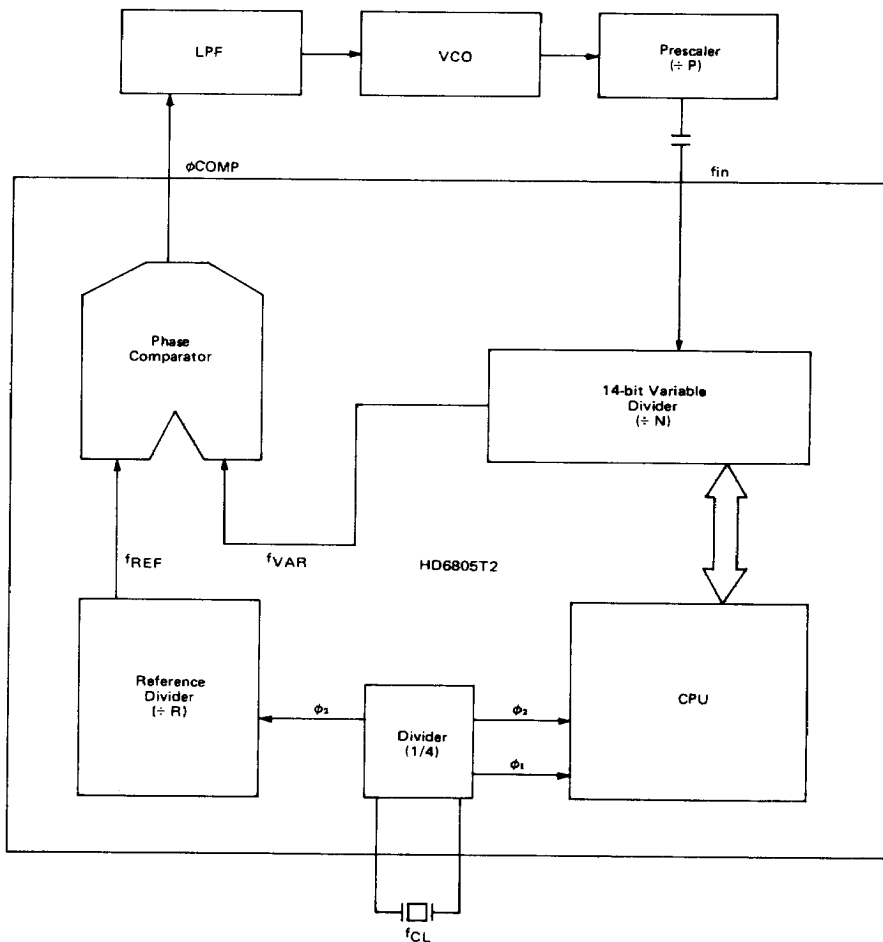 LPF
VCO
Prescaler
(÷ P)
φCOMP
fin
Phase
Comparator
14-bit Variable
Divider
(÷ N)
fREF
fVAR
HD6805T2
Reference
Divider
(÷ R)
φ₂
Divider
(1/4)
φ₂
φ₁
CPU
fCL